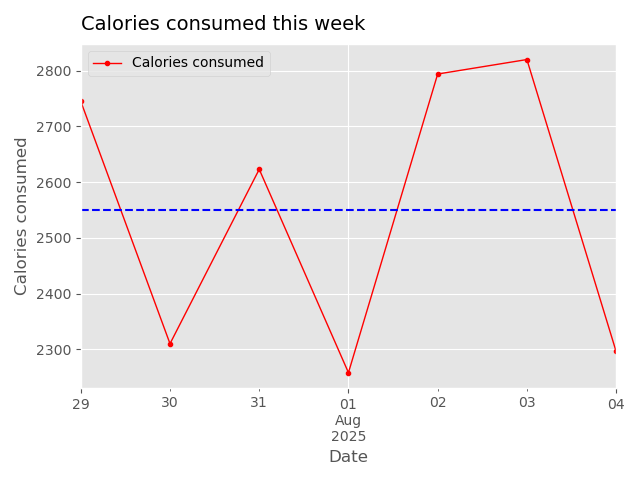 Calories consumed this week
Calories consumed
2800
2700
2600
2500
2400
2300
Calories consumed
29 30 31 01 02 03 04
Aug
2025
Date